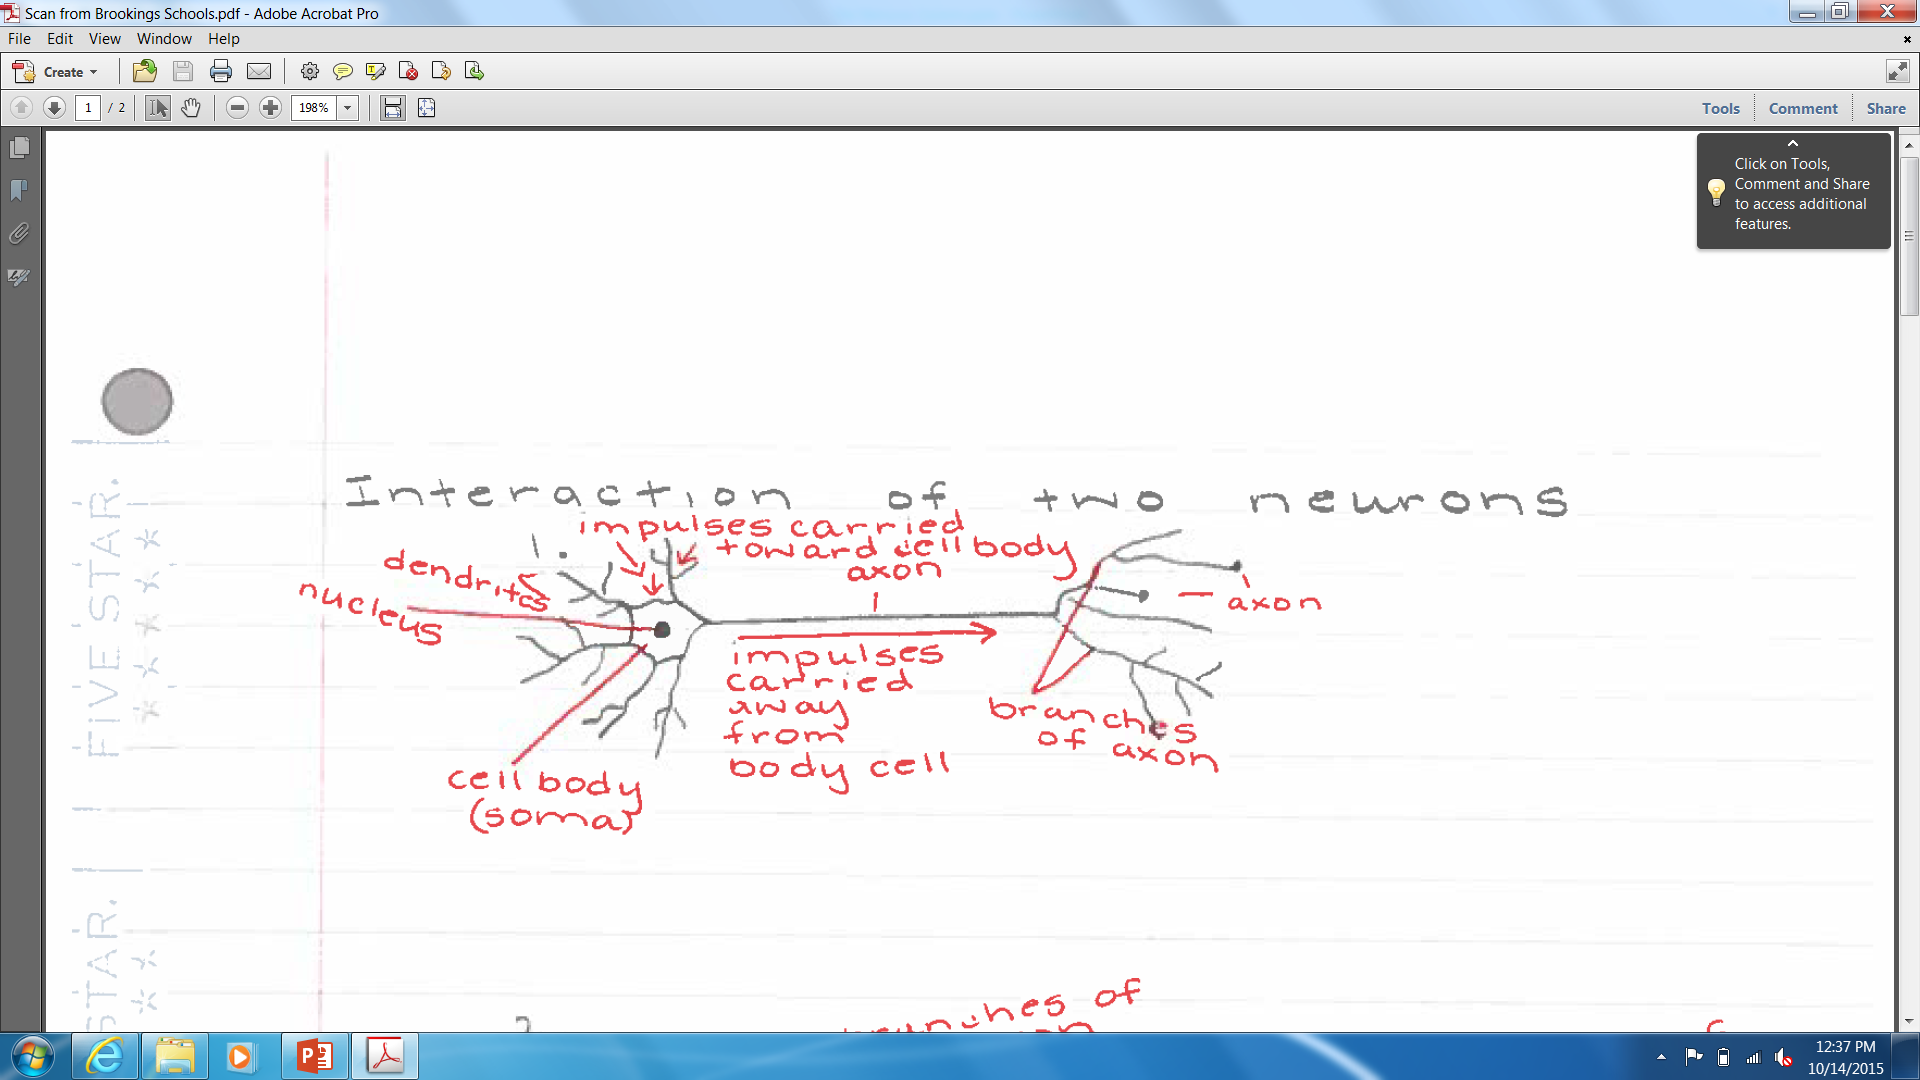 Scan from Brookings Schools.pdf - Adobe Acrobat Pro
File Edit View Window Help
Create
1 / 2 198% Tools Comment Share
Click on Tools,
Comment and Share
to access additional
features.
FIVE STAR.
STAR.
Interaction of two neurons
1.
impulses carried
toward cell body
axon
dendrites
nucleus
axon
impulses
carried
away
from
body cell
branches
of axon
cell body
(soma)
branches of
2
12:37 PM
10/14/2015